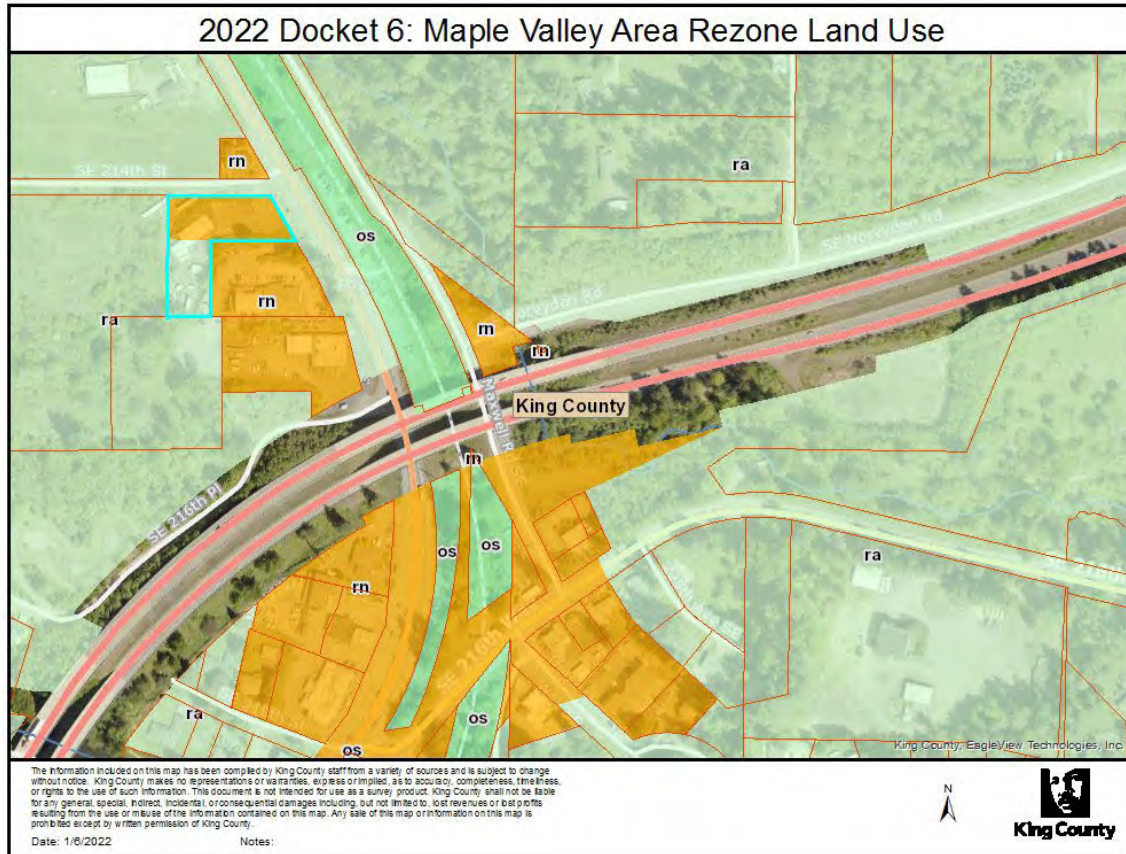 2022 Docket 6: Maple Valley Area Rezone Land Use
rn
SE 214th St
ra
os
rn
ra
SE Norwydan Rd
rn
rn
King County
Maxwell R
SE 216th Pl
rn
os
os
rn
ra
SE 216th
ra
os
os
King County, EagleView Technologies, Inc.
The information included on this map has been compiled by King County staff from a variety of sources and is subject to change
without notice. King County makes no representations or warranties, express or implied, as to accuracy, completeness, timeliness,
or rights to the use of such information. This document is not intended for use as a survey product. King County shall not be liable
for any general, special, indirect, incidental, or consequential damages including, but not limited to, lost revenues or lost profits
resulting from the use or misuse of the information contained on this map. Any sale of this map or information on this map is
prohibited except by written permission of King County.
Date: 1/6/2022 Notes:
N
King County